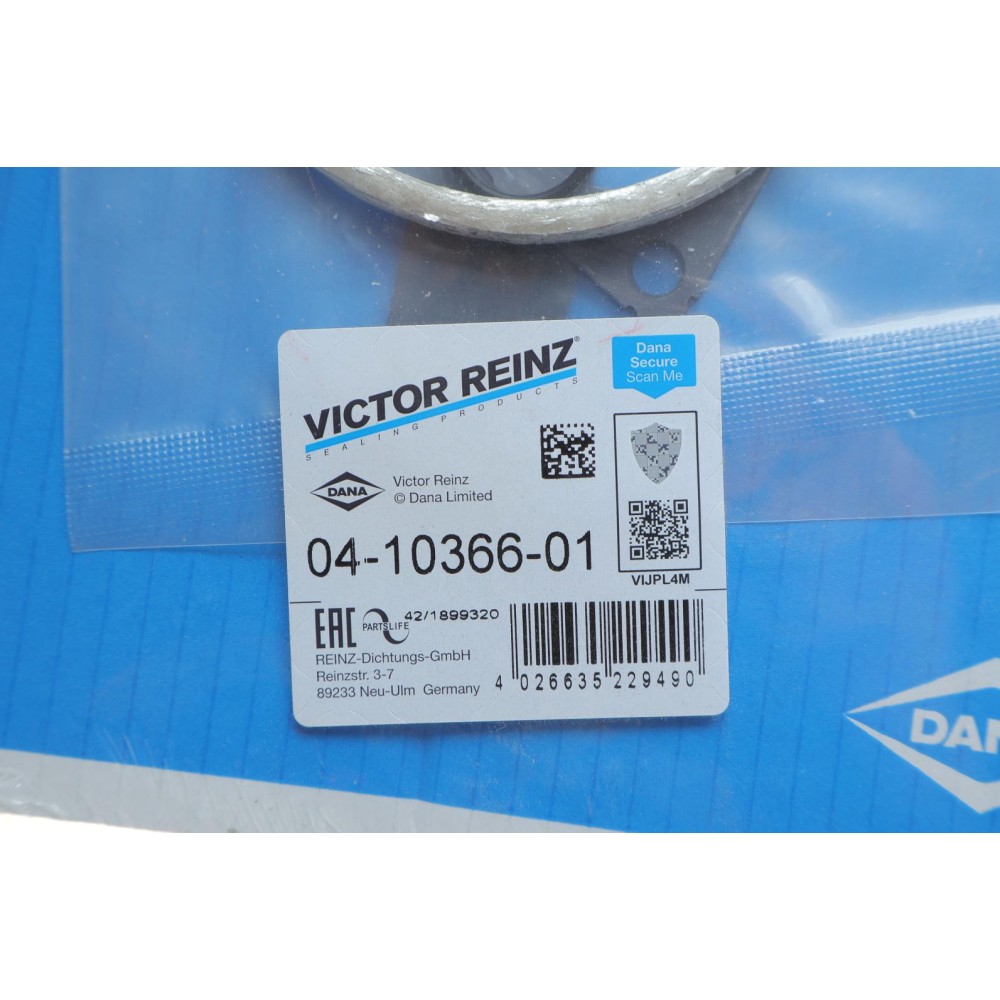 VICTOR REINZ®
SEALING PRODUCTS
Dana
Secure
Scan Me
DANA
Victor Reinz
© Dana Limited
04-10366-01
VIJPL4M
EAC
PARTSLIFE
42/1899320
REINZ-Dichtungs-GmbH
Reinzstr. 3-7
89233 Neu-Ulm Germany
4 026635 229490
DAN